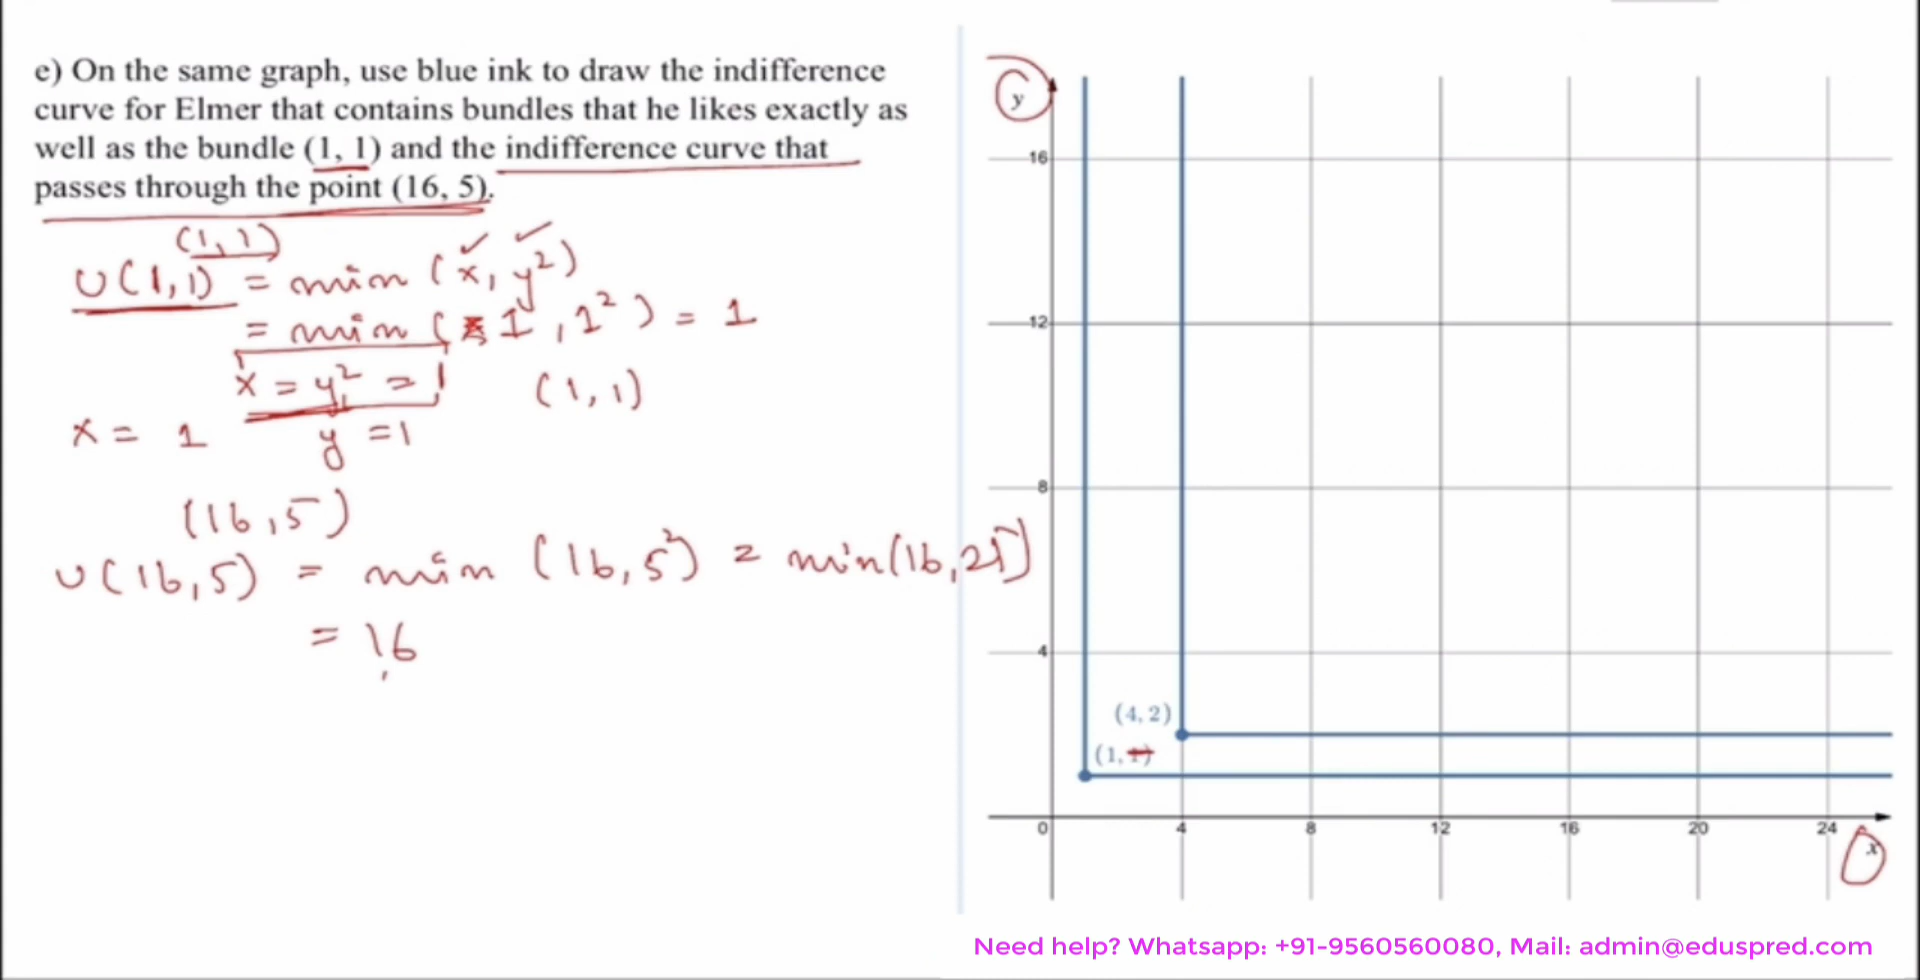 e) On the same graph, use blue ink to draw the indifference
curve for Elmer that contains bundles that he likes exactly as
well as the bundle (1, 1) and the indifference curve that
passes through the point (16, 5).
(1,1)
U(1,1) = min (x, y²)
= min ( 1, 1²) = 1
x = y² = 1
(1,1)
x = 1
y = 1
(16,5)
U(16,5) = min (16, 5²) = min(16,25)
= 16
y
16
12
8
4
(4, 2)
(1,
0 4 8 12 16 20 24
x
Need help? Whatsapp: +91-9560560080, Mail: admin@eduspred.com